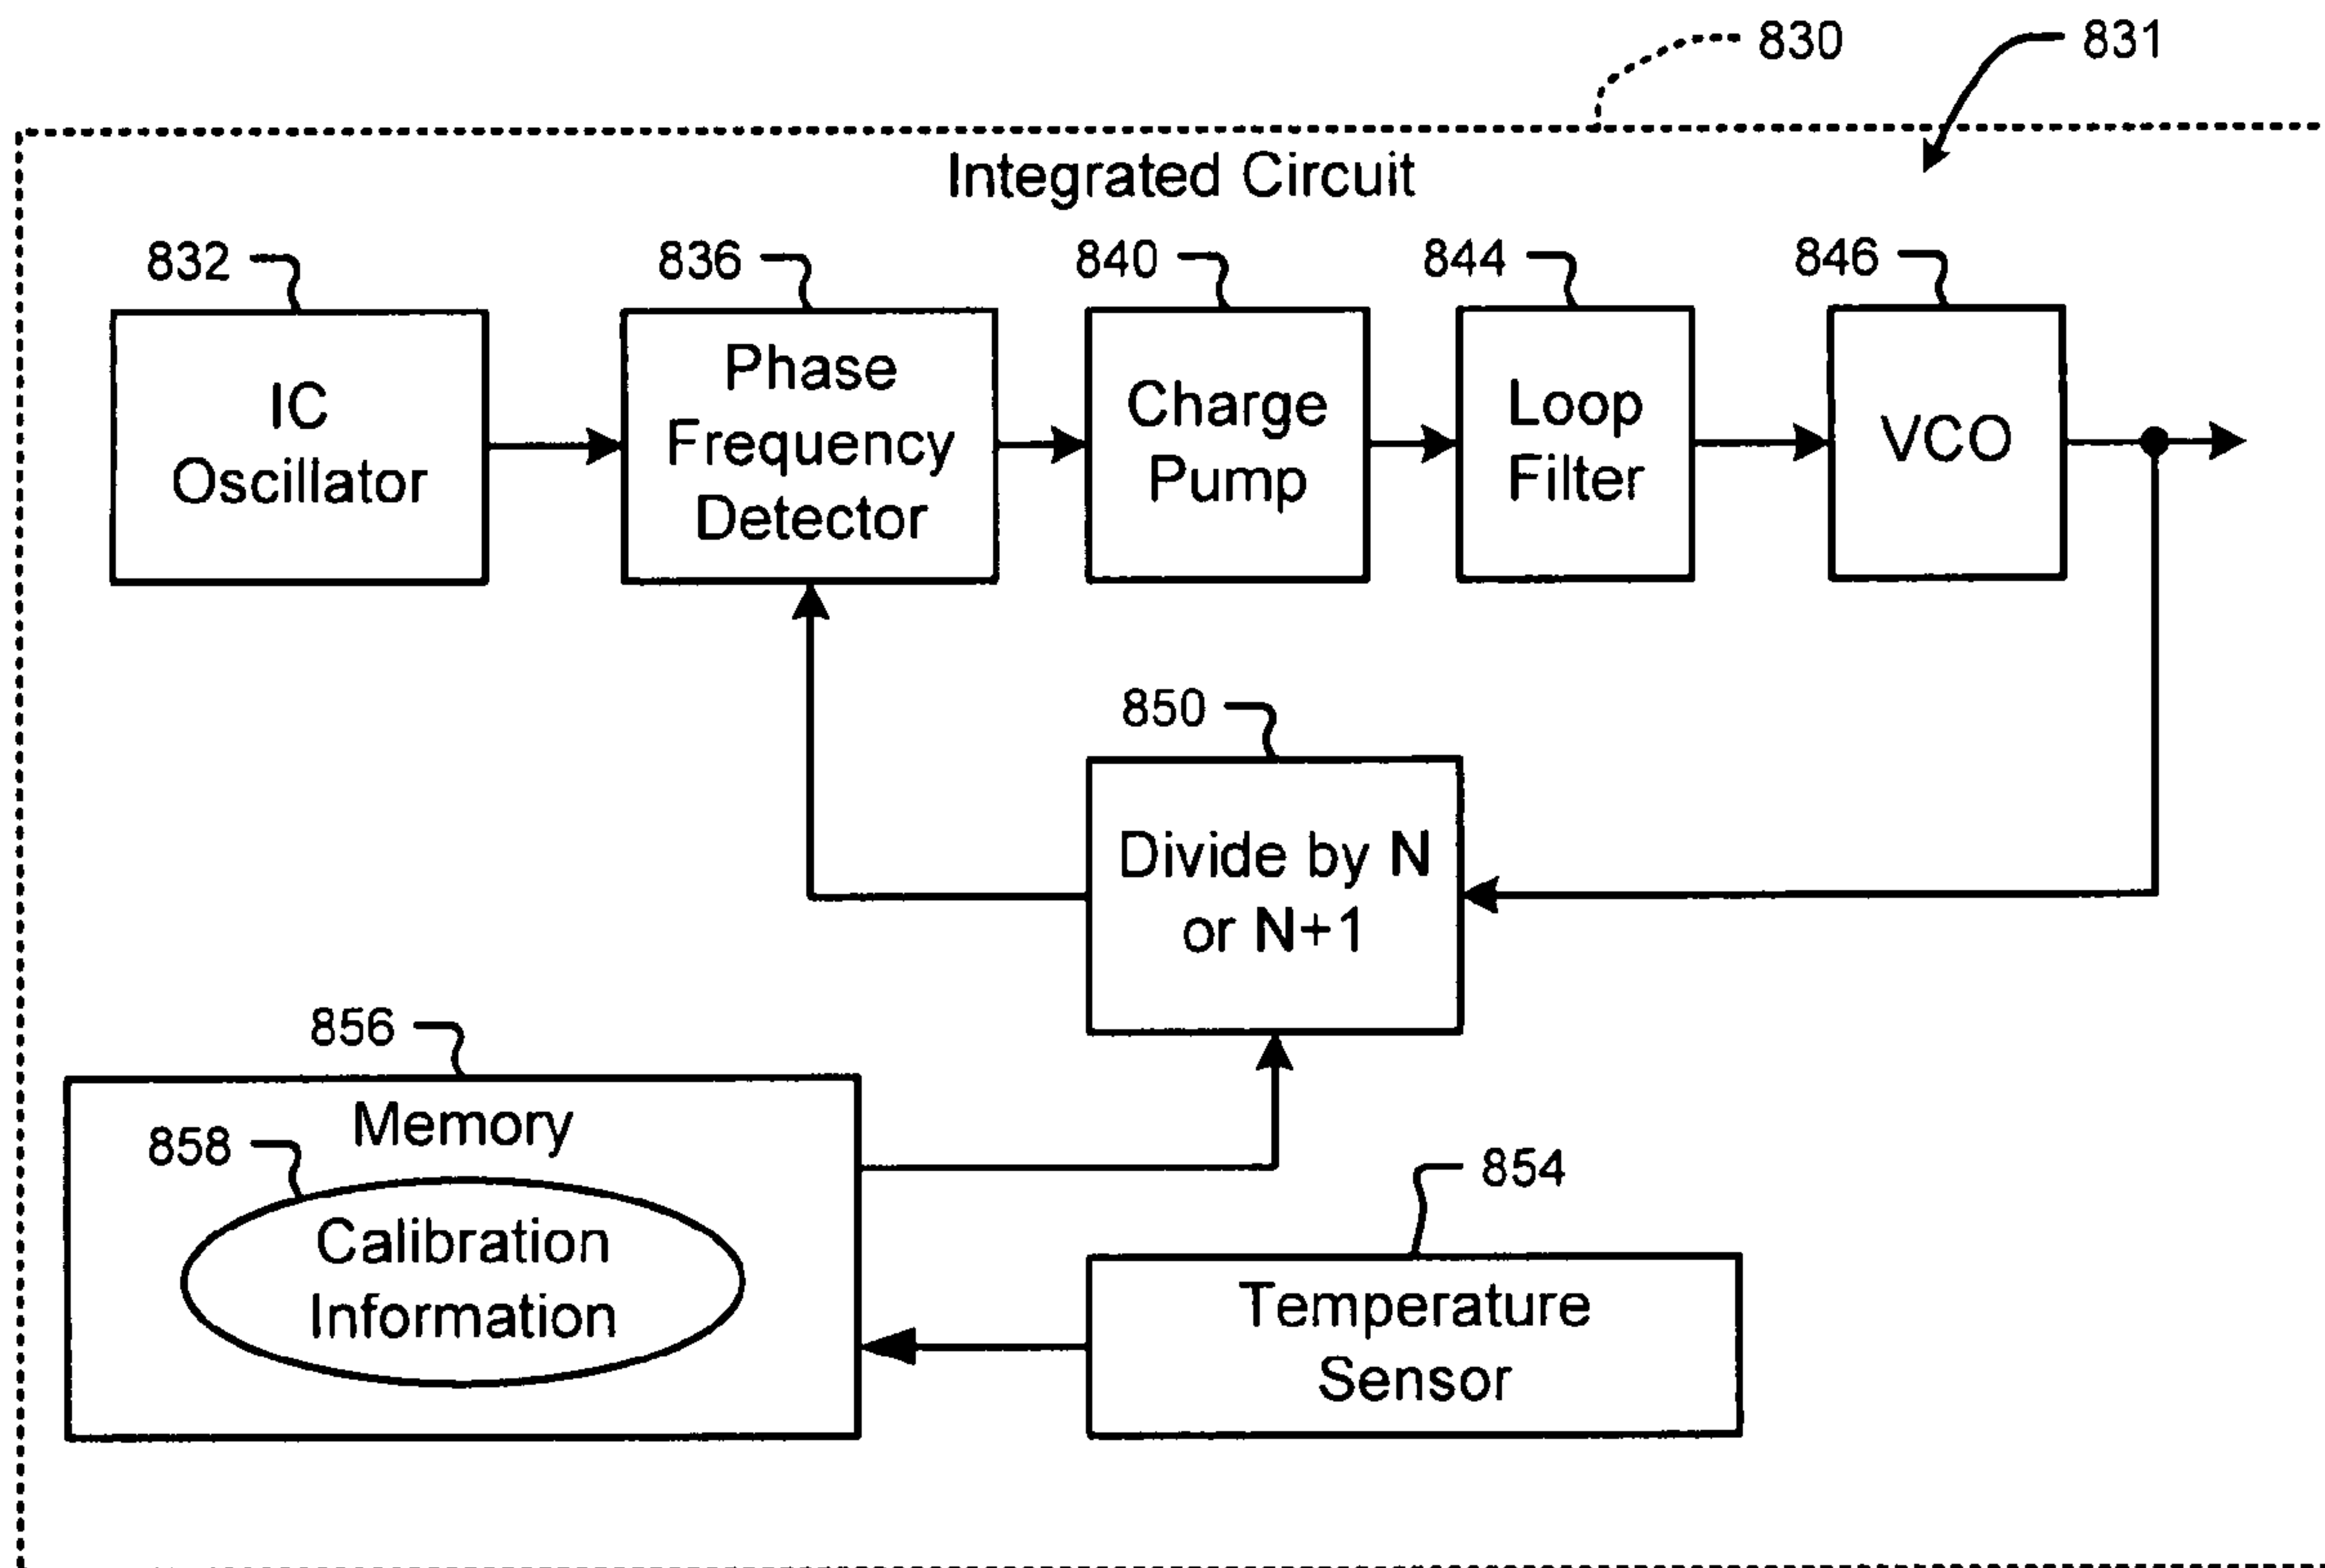 830
831
Integrated Circuit
832
836
840
844
846
IC
Oscillator
Phase
Frequency
Detector
Charge
Pump
Loop
Filter
VCO
850
Divide by N
or N+1
856
Memory
858
Calibration
Information
854
Temperature
Sensor